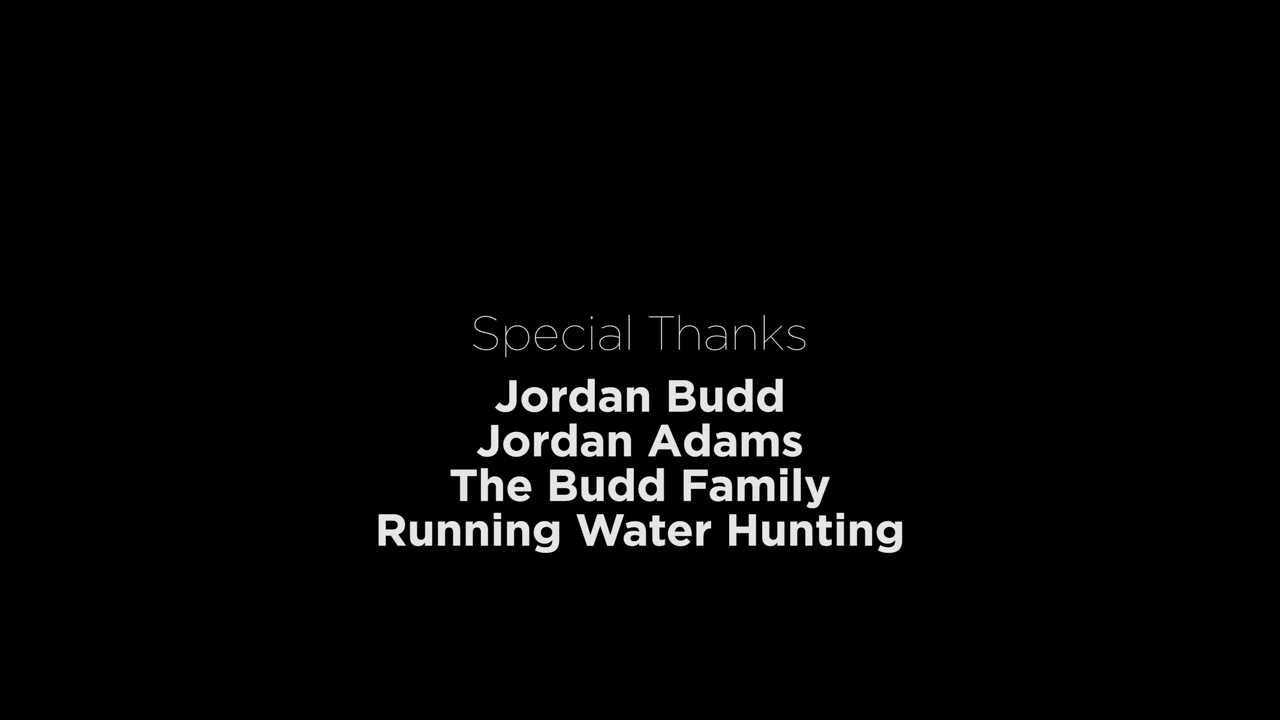 Special Thanks
Jordan Budd
Jordan Adams
The Budd Family
Running Water Hunting